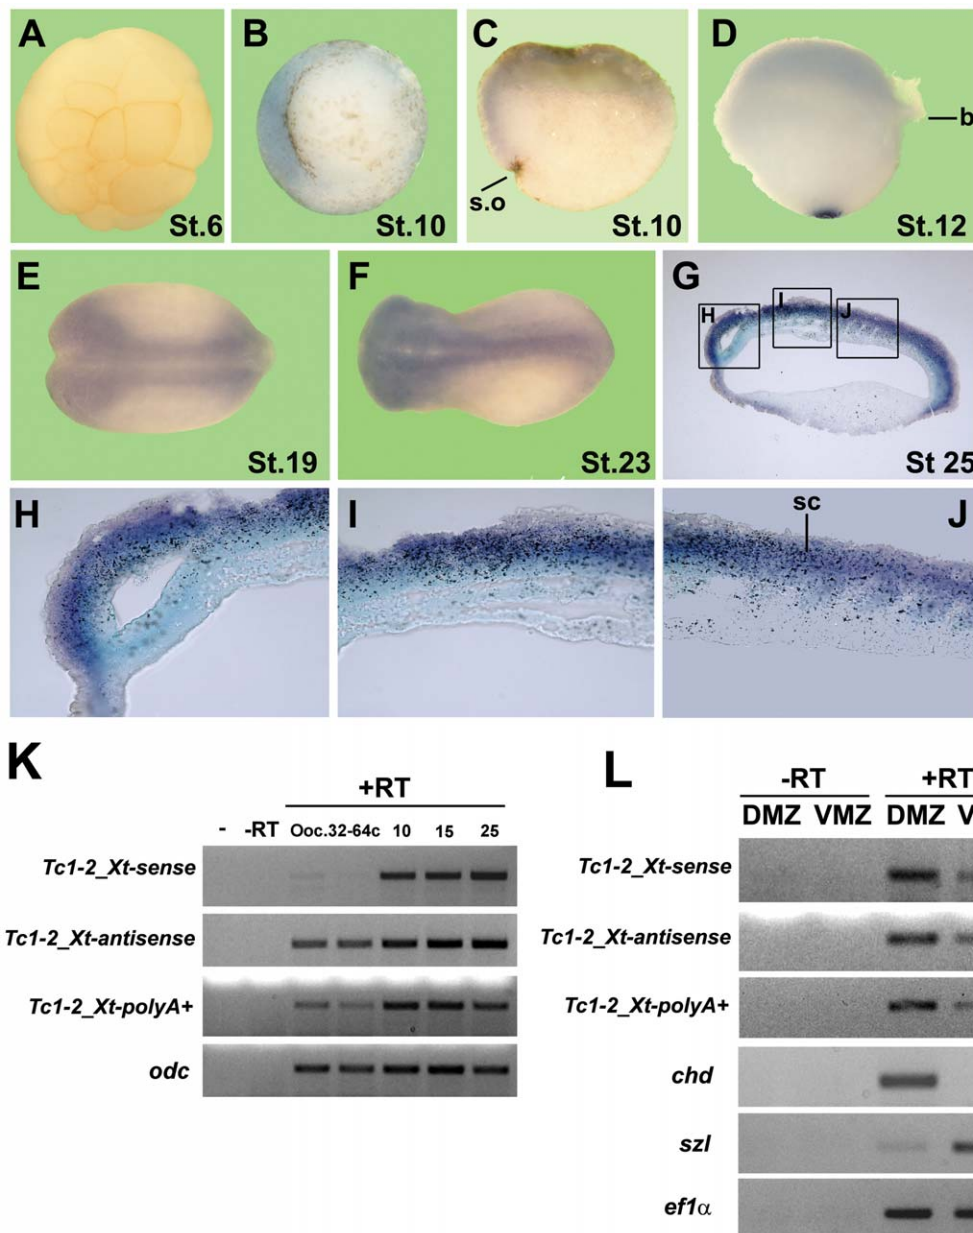 A B C D
b
s.o
St.6 St.10 St.10 St.12
E F G
H I J
St.19 St.23 St 25
H I sc J
K L
+RT -RT +RT
- -RT Ooc. 32-64c 10 15 25 DMZ VMZ DMZ V
Tc1-2_Xt-sense Tc1-2_Xt-sense
Tc1-2_Xt-antisense Tc1-2_Xt-antisense
Tc1-2_Xt-polyA+ Tc1-2_Xt-polyA+
odc chd
szl
ef1α